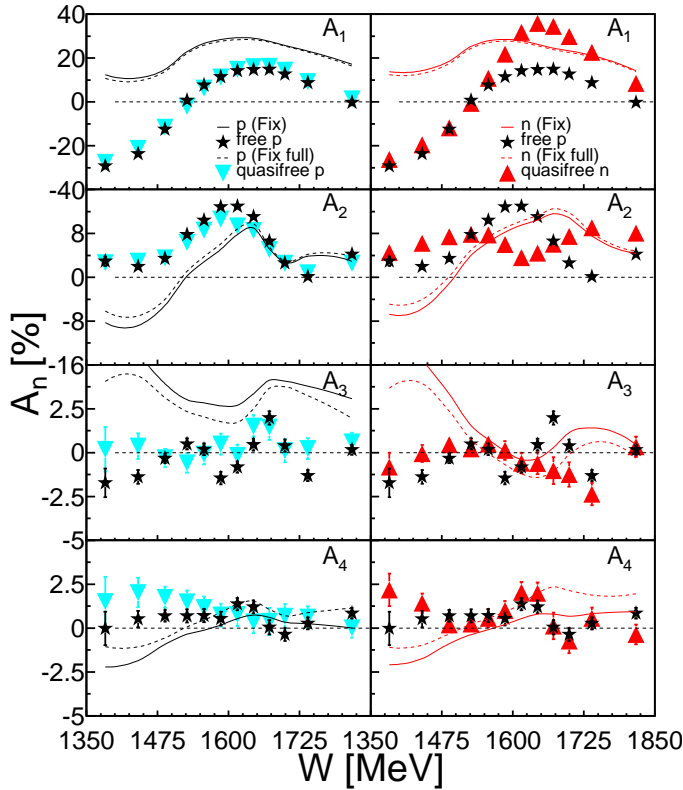 40
A1
A1
20
0
p (Fix)
free p
p (Fix full)
quasifree p
n (Fix)
free p
n (Fix full)
quasifree n
-20
-40
A2
A2
8
0
-8
-16
A3
A3
2.5
0
-2.5
-5
A4
A4
2.5
0
-2.5
-5
1350 1475 1600 1725 1350 1475 1600 1725 1850
An [%]
W [MeV]